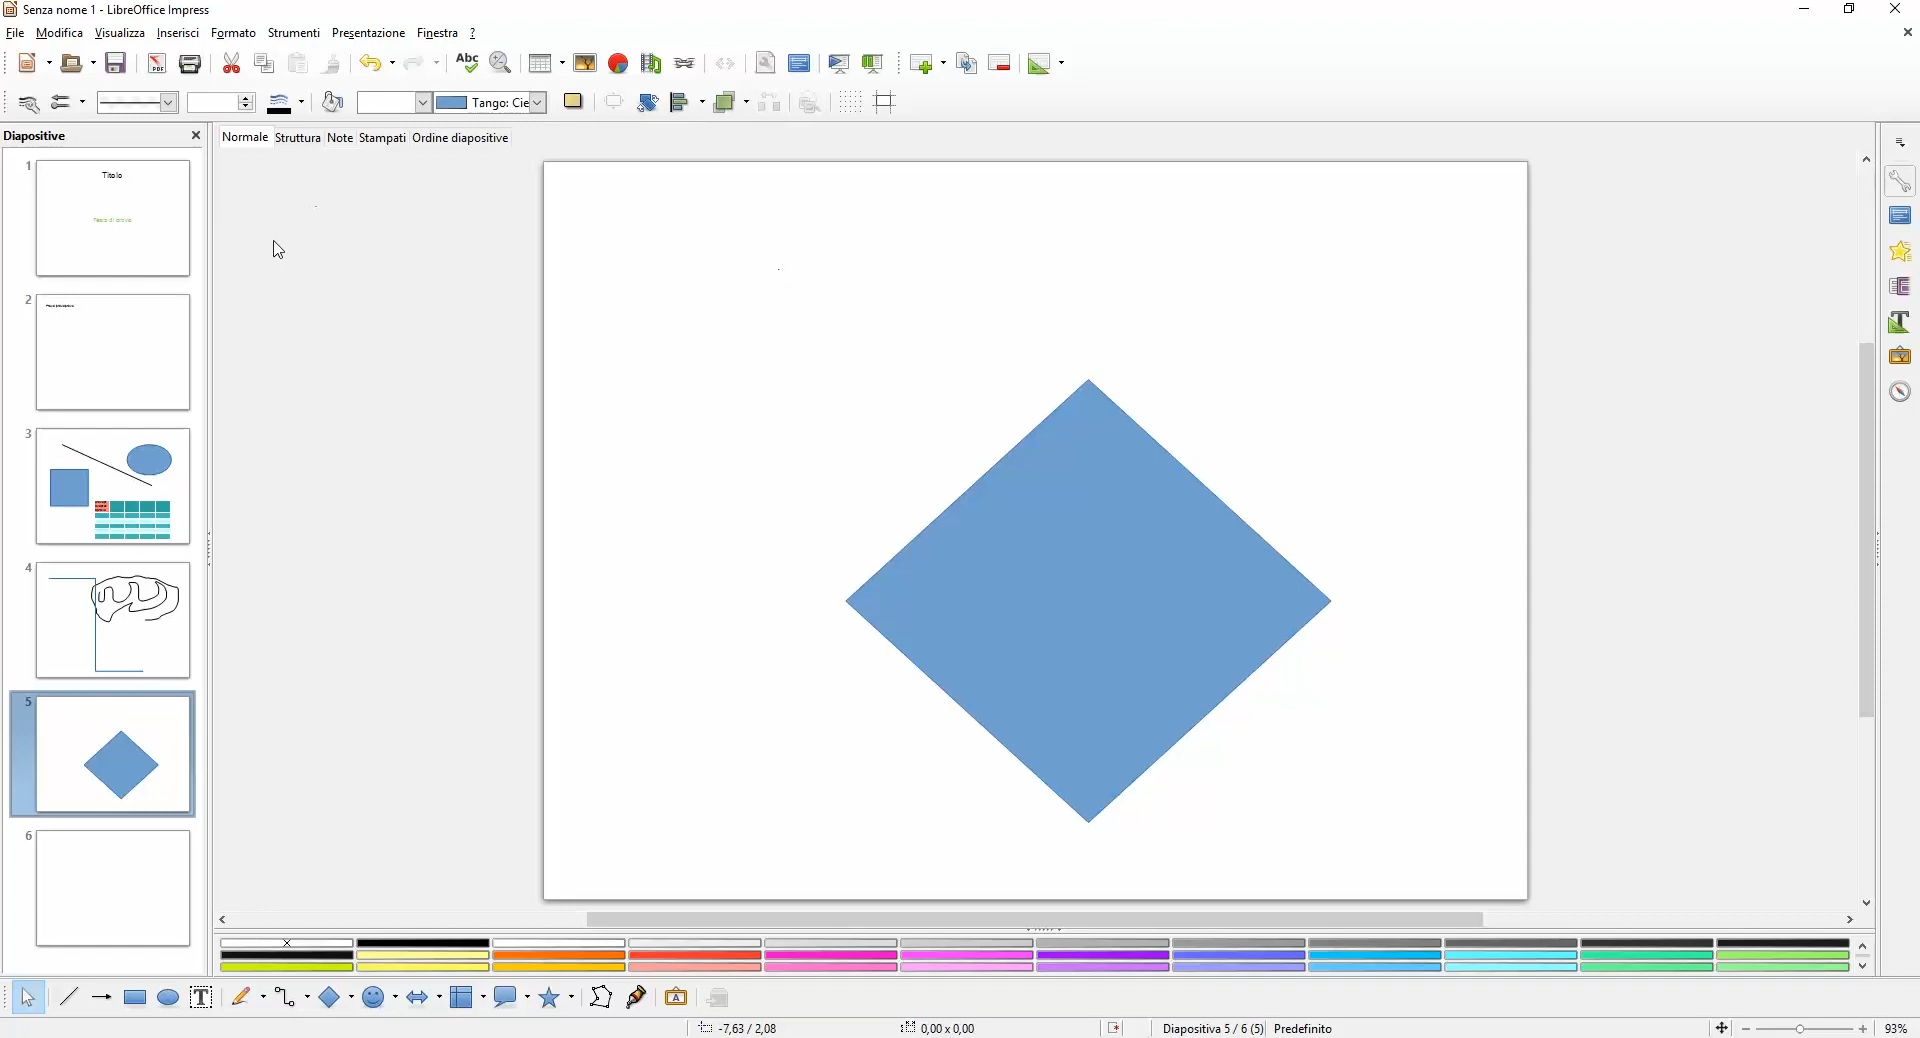 Senza nome 1 - LibreOffice Impress
File Modifica Visualizza Inserisci Formato Strumenti Presentazione Finestra ?
PDF Abc
Tango: Cie
Diapositive
Normale Struttura Note Stampati Ordine diapositive
1
Titolo
2
3
4
5
6
T
A
-7,63 / 2,08
0,00 x 0,00
Diapositiva 5 / 6 (5)
Predefinito
93%